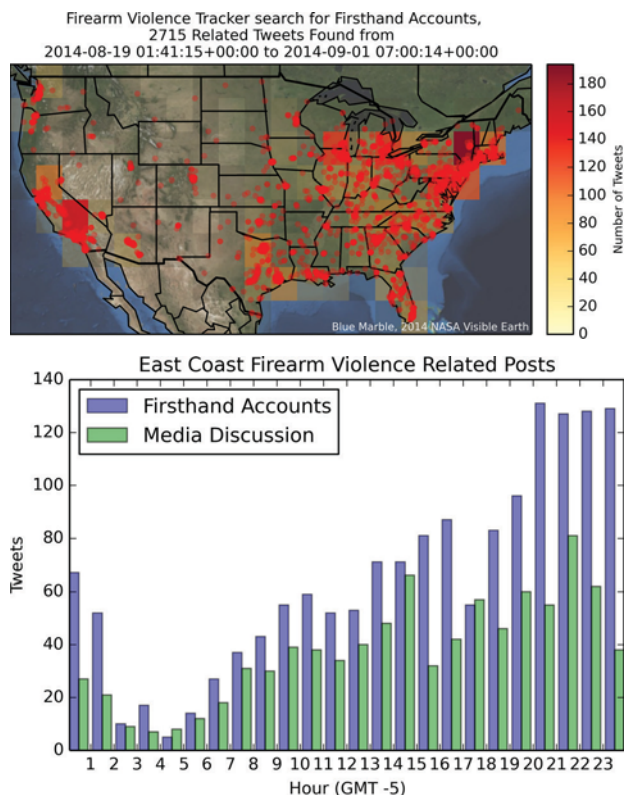 Firearm Violence Tracker search for Firsthand Accounts,
2715 Related Tweets Found from
2014-08-19 01:41:15+00:00 to 2014-09-01 07:00:14+00:00
180
160
140
120
100
80
60
40
20
0
Number of Tweets
Blue Marble, 2014 NASA Visible Earth
East Coast Firearm Violence Related Posts
Firsthand Accounts
Media Discussion
140
120
100
80
60
40
20
0
Tweets
1 2 3 4 5 6 7 8 9 10 11 12 13 14 15 16 17 18 19 20 21 22 23
Hour (GMT -5)